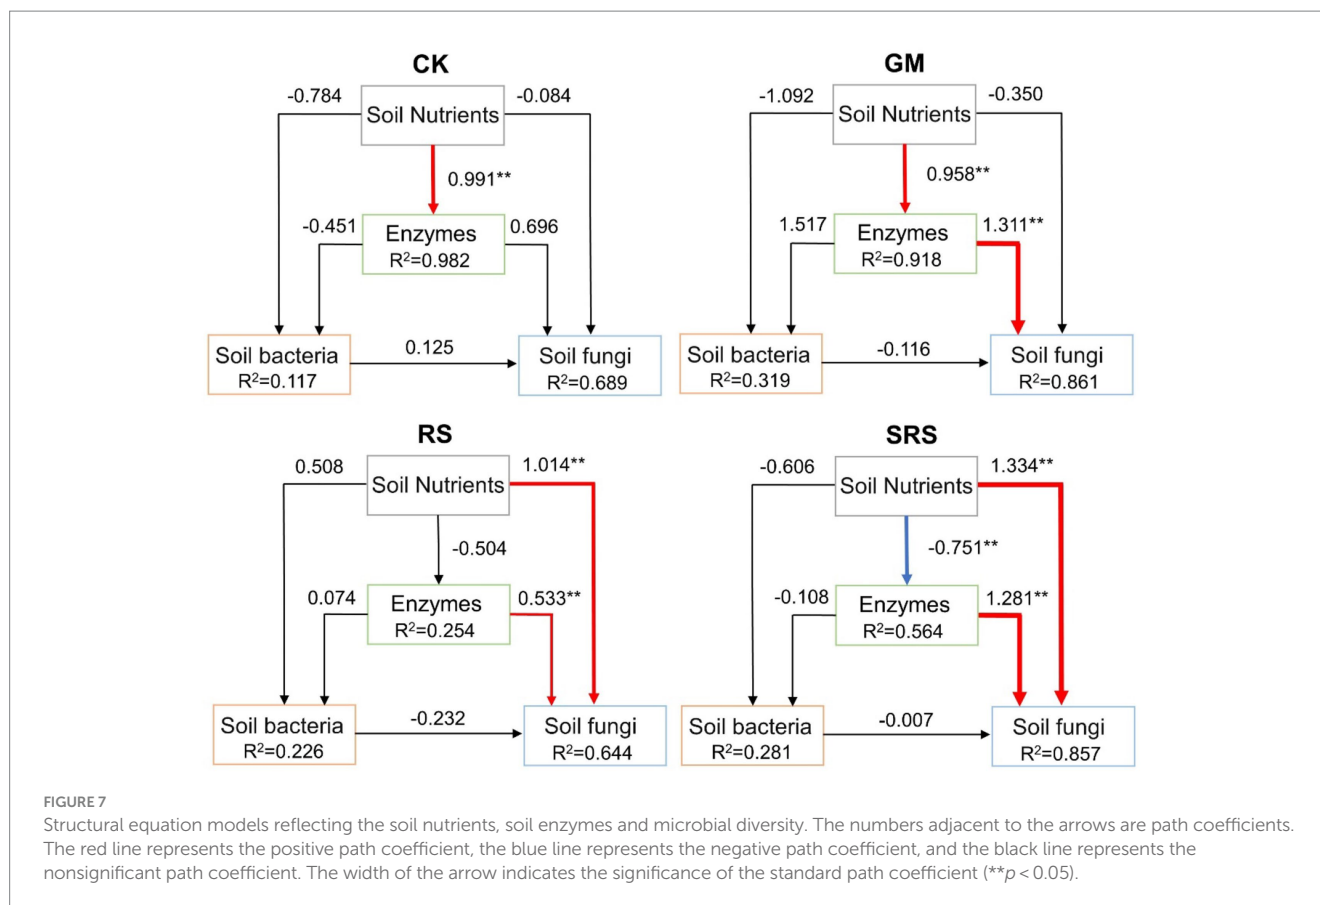 CK
-0.784
-0.084
Soil Nutrients
0.991**
-0.451
Enzymes
R²=0.982
0.696
Soil bacteria
R²=0.117
0.125
Soil fungi
R²=0.689
GM
-1.092
-0.350
Soil Nutrients
0.958**
1.517
Enzymes
R²=0.918
1.311**
Soil bacteria
R²=0.319
-0.116
Soil fungi
R²=0.861
RS
0.508
1.014**
Soil Nutrients
-0.504
0.074
Enzymes
R²=0.254
0.533**
Soil bacteria
R²=0.226
-0.232
Soil fungi
R²=0.644
SRS
-0.606
1.334**
Soil Nutrients
-0.751**
-0.108
Enzymes
R²=0.564
1.281**
Soil bacteria
R²=0.281
-0.007
Soil fungi
R²=0.857
FIGURE 7
Structural equation models reflecting the soil nutrients, soil enzymes and microbial diversity. The numbers adjacent to the arrows are path coefficients.
The red line represents the positive path coefficient, the blue line represents the negative path coefficient, and the black line represents the
nonsignificant path coefficient. The width of the arrow indicates the significance of the standard path coefficient (**p < 0.05).